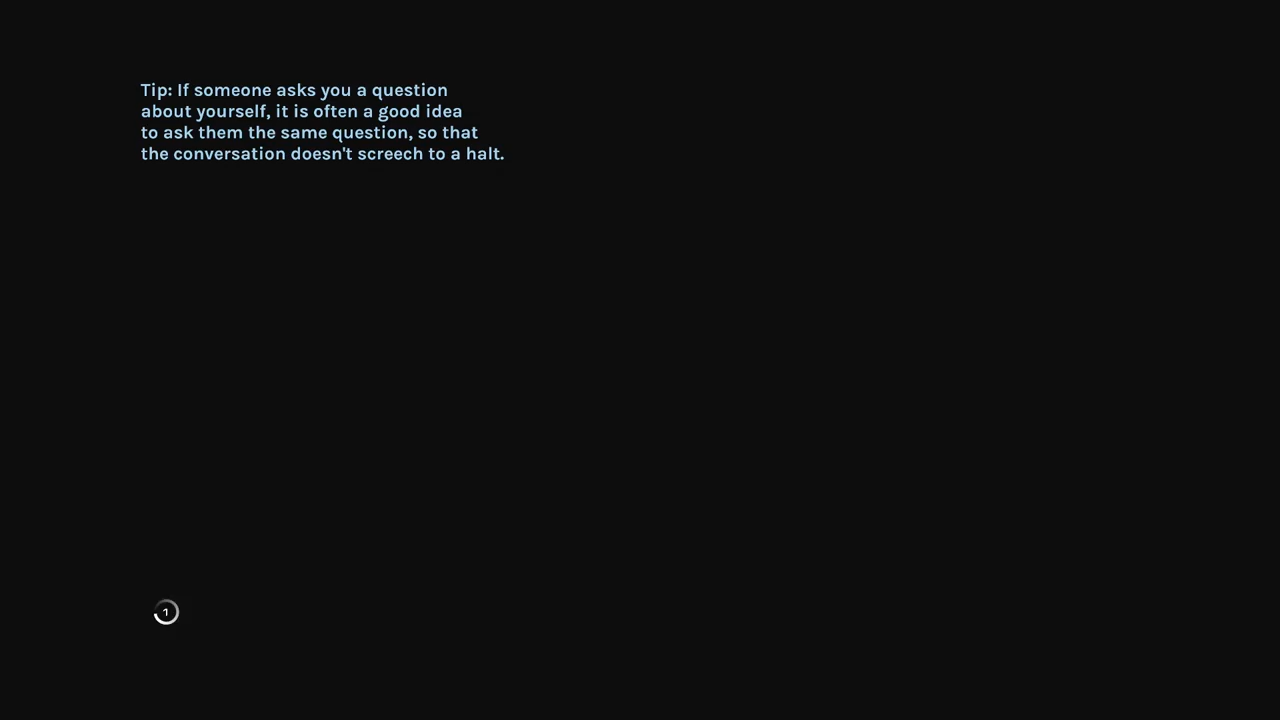 Tip: If someone asks you a question
about yourself, it is often a good idea
to ask them the same question, so that
the conversation doesn't screech to a halt.
1